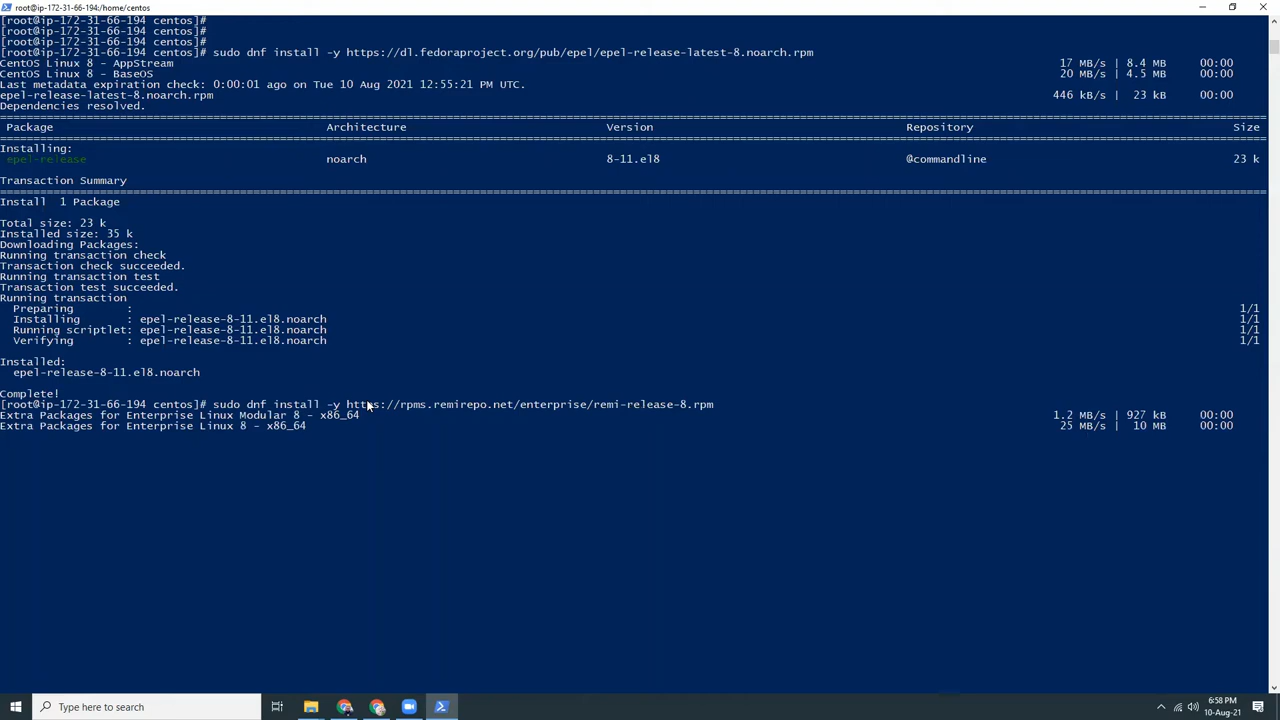 root@ip-172-31-66-194:/home/centos
[root@ip-172-31-66-194 centos]#
[root@ip-172-31-66-194 centos]#
[root@ip-172-31-66-194 centos]#
[root@ip-172-31-66-194 centos]# sudo dnf install -y https://dl.fedoraproject.org/pub/epel/epel-release-latest-8.noarch.rpm
CentOS Linux 8 - AppStream 17 MB/s | 8.4 MB 00:00
CentOS Linux 8 - BaseOS 20 MB/s | 4.5 MB 00:00
Last metadata expiration check: 0:00:01 ago on Tue 10 Aug 2021 12:55:21 PM UTC.
epel-release-latest-8.noarch.rpm 446 kB/s | 23 kB 00:00
Dependencies resolved.
Package Architecture Version Repository Size
Installing:
epel-release noarch 8-11.el8 @commandline 23 k
Transaction Summary
Install 1 Package
Total size: 23 k
Installed size: 35 k
Downloading Packages:
Running transaction check
Transaction check succeeded.
Running transaction test
Transaction test succeeded.
Running transaction
Preparing : 1/1
Installing : epel-release-8-11.el8.noarch 1/1
Running scriptlet: epel-release-8-11.el8.noarch 1/1
Verifying : epel-release-8-11.el8.noarch 1/1
Installed:
epel-release-8-11.el8.noarch
Complete!
[root@ip-172-31-66-194 centos]# sudo dnf install -y https://rpms.remirepo.net/enterprise/remi-release-8.rpm
Extra Packages for Enterprise Linux Modular 8 - x86_64 1.2 MB/s | 927 kB 00:00
Extra Packages for Enterprise Linux 8 - x86_64 25 MB/s | 10 MB 00:00
Type here to search
6:58 PM
10-Aug-21